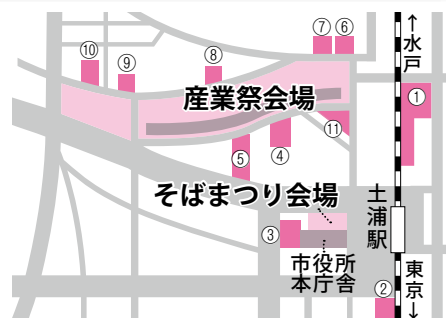 ⑦ ⑥
↑水戸
⑩ ⑨ ⑧
①
産業祭会場
⑪
④
⑤
そばまつり会場
土浦駅
③
市役所
本庁舎
②
東京↓